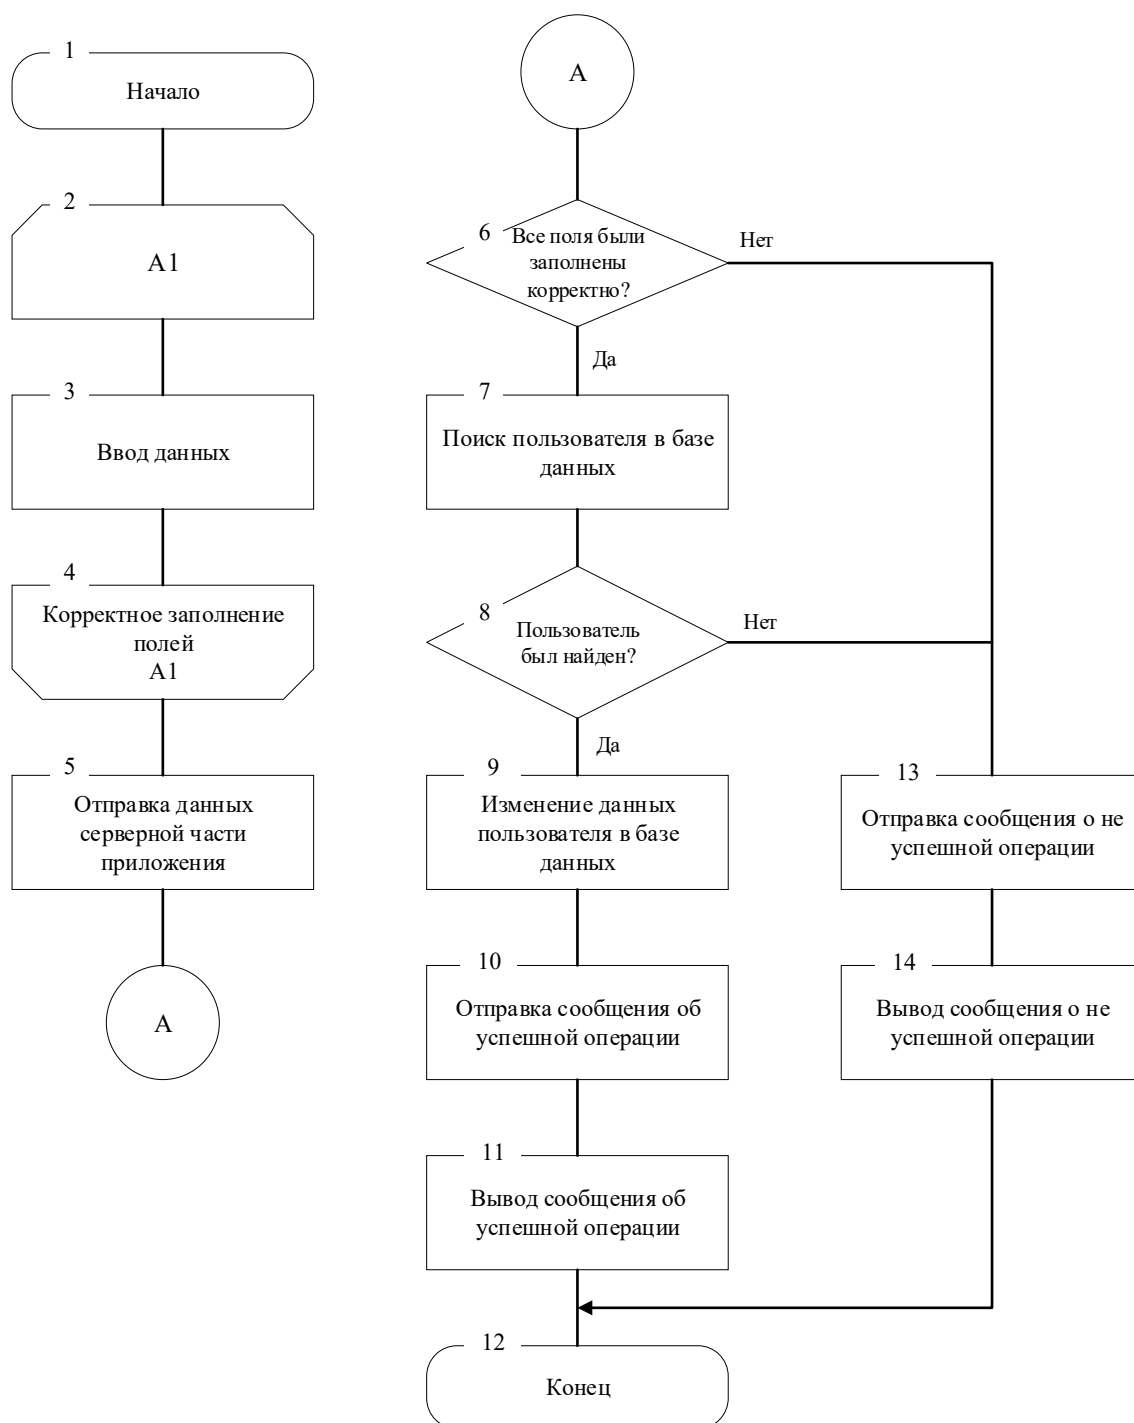 1
Начало
2
А1
3
Ввод данных
4
Корректное заполнение
полей
А1
5
Отправка данных
серверной части
приложения
А
А
6
Все поля были
заполнены
корректно?
Нет
Да
7
Поиск пользователя в базе
данных
8
Пользователь
был найден?
Нет
Да
9
Изменение данных
пользователя в базе
данных
10
Отправка сообщения об
успешной операции
11
Вывод сообщения об
успешной операции
12
Конец
13
Отправка сообщения о не
успешной операции
14
Вывод сообщения о не
успешной операции